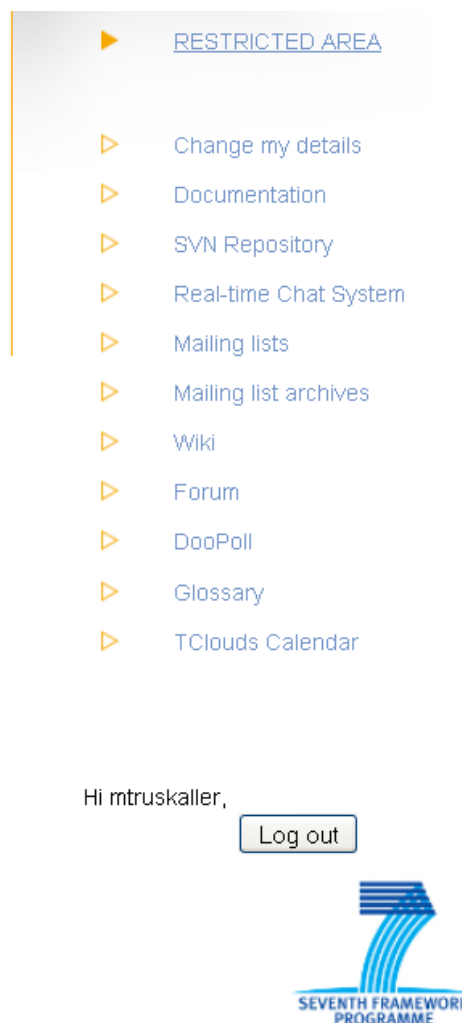 RESTRICTED AREA
Change my details
Documentation
SVN Repository
Real-time Chat System
Mailing lists
Mailing list archives
Wiki
Forum
DooPoll
Glossary
TClouds Calendar
Hi mtruskaller,
Log out
7
SEVENTH FRAMEWORK
PROGRAMME